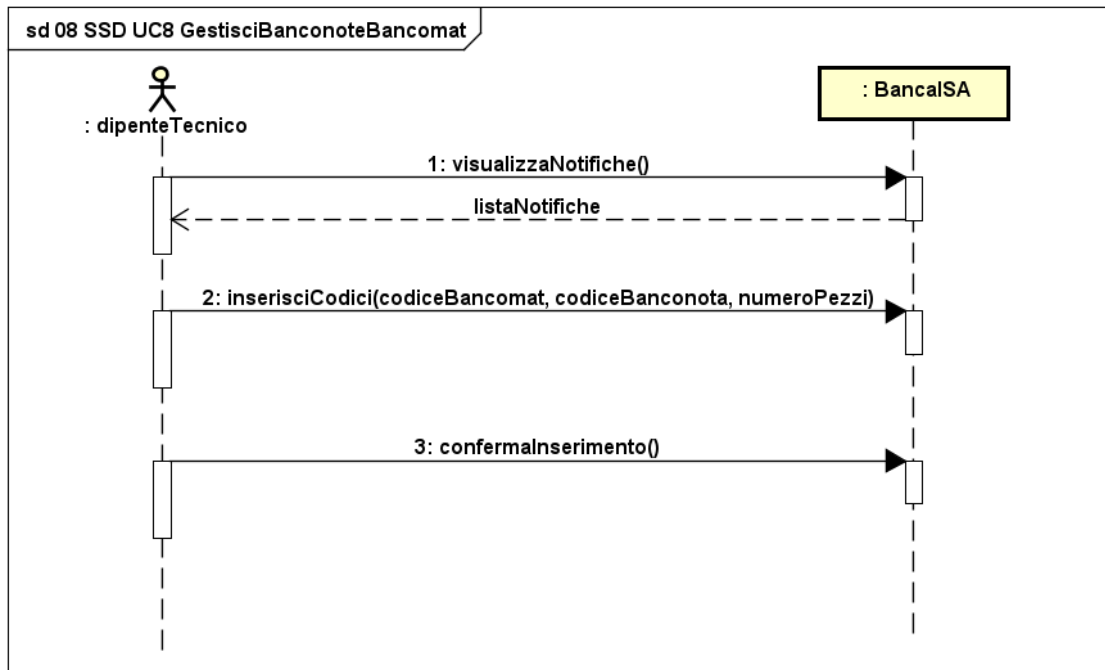 sd 08 SSD UC8 GestisciBanconoteBancomat
: dipenteTecnico
: BancaISA
1: visualizzaNotifiche()
listaNotifiche
2: inserisciCodici(codiceBancomat, codiceBanconota, numeroPezzi)
3: confermaInserimento()